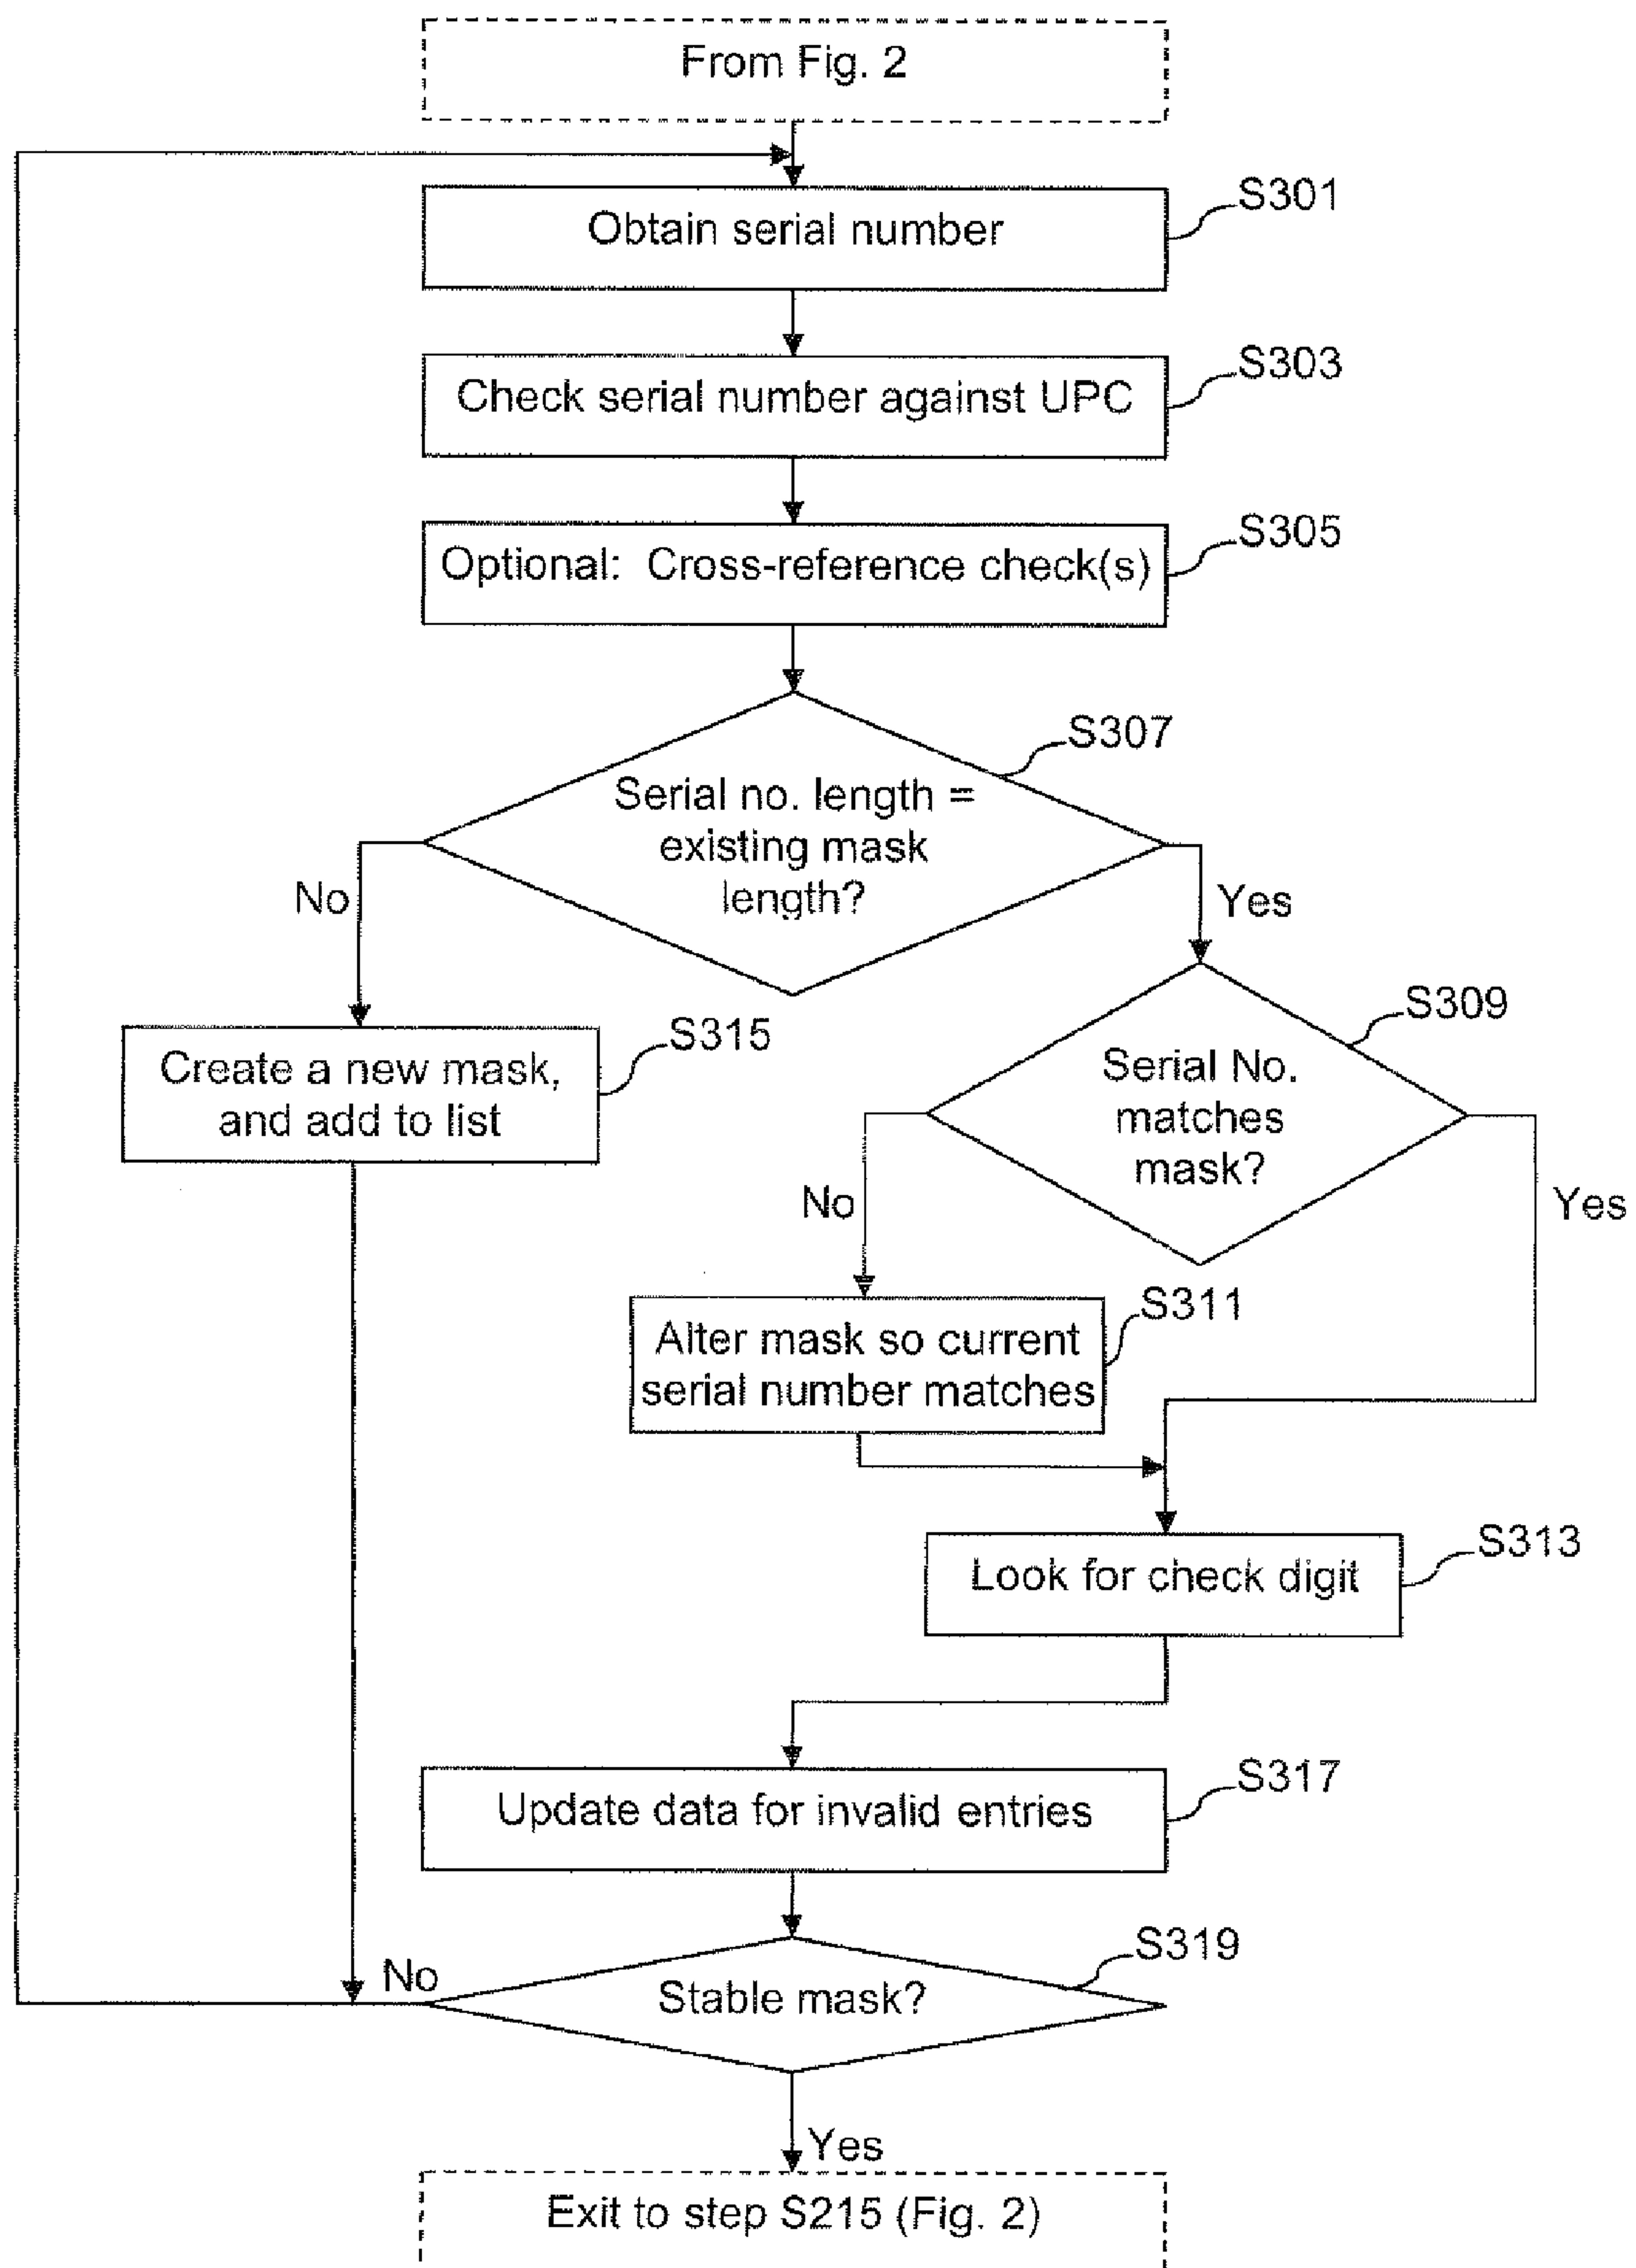 From Fig. 2
Obtain serial number
S301
Check serial number against UPC
S303
Optional: Cross-reference check(s)
S305
S307
Serial no. length =
existing mask
length?
No
Yes
S315
Create a new mask,
and add to list
S309
Serial No.
matches
mask?
No
Yes
S311
Alter mask so current
serial number matches
S313
Look for check digit
S317
Update data for invalid entries
S319
Stable mask?
No
Yes
Exit to step S215 (Fig. 2)